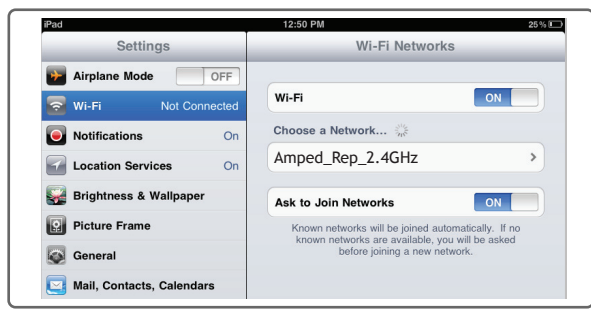 iPad 12:50 PM 25%
Settings
Airplane Mode OFF
Wi-Fi Not Connected
Notifications On
Location Services On
Brightness & Wallpaper
Picture Frame
General
Mail, Contacts, Calendars
Wi-Fi Networks
Wi-Fi ON
Choose a Network...
Amped_Rep_2.4GHz
Ask to Join Networks ON
Known networks will be joined automatically. If no
known networks are available, you will be asked
before joining a new network.